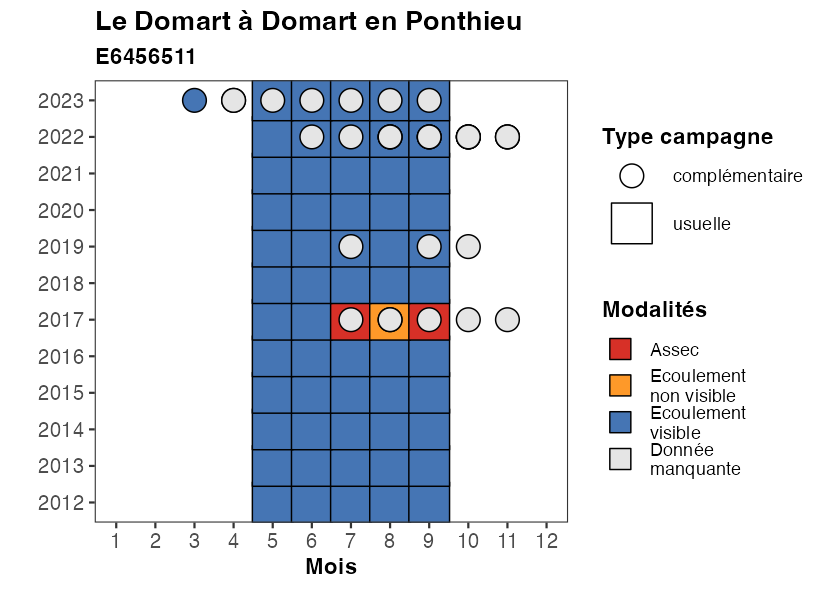 Le Domart à Domart en Ponthieu
E6456511
2023
2022
2021
2020
2019
2018
2017
2016
2015
2014
2013
2012
1 2 3 4 5 6 7 8 9 10 11 12
Mois
Type campagne
complémentaire
usuelle
Modalités
Assec
Ecoulement
non visible
Ecoulement
visible
Donnée
manquante